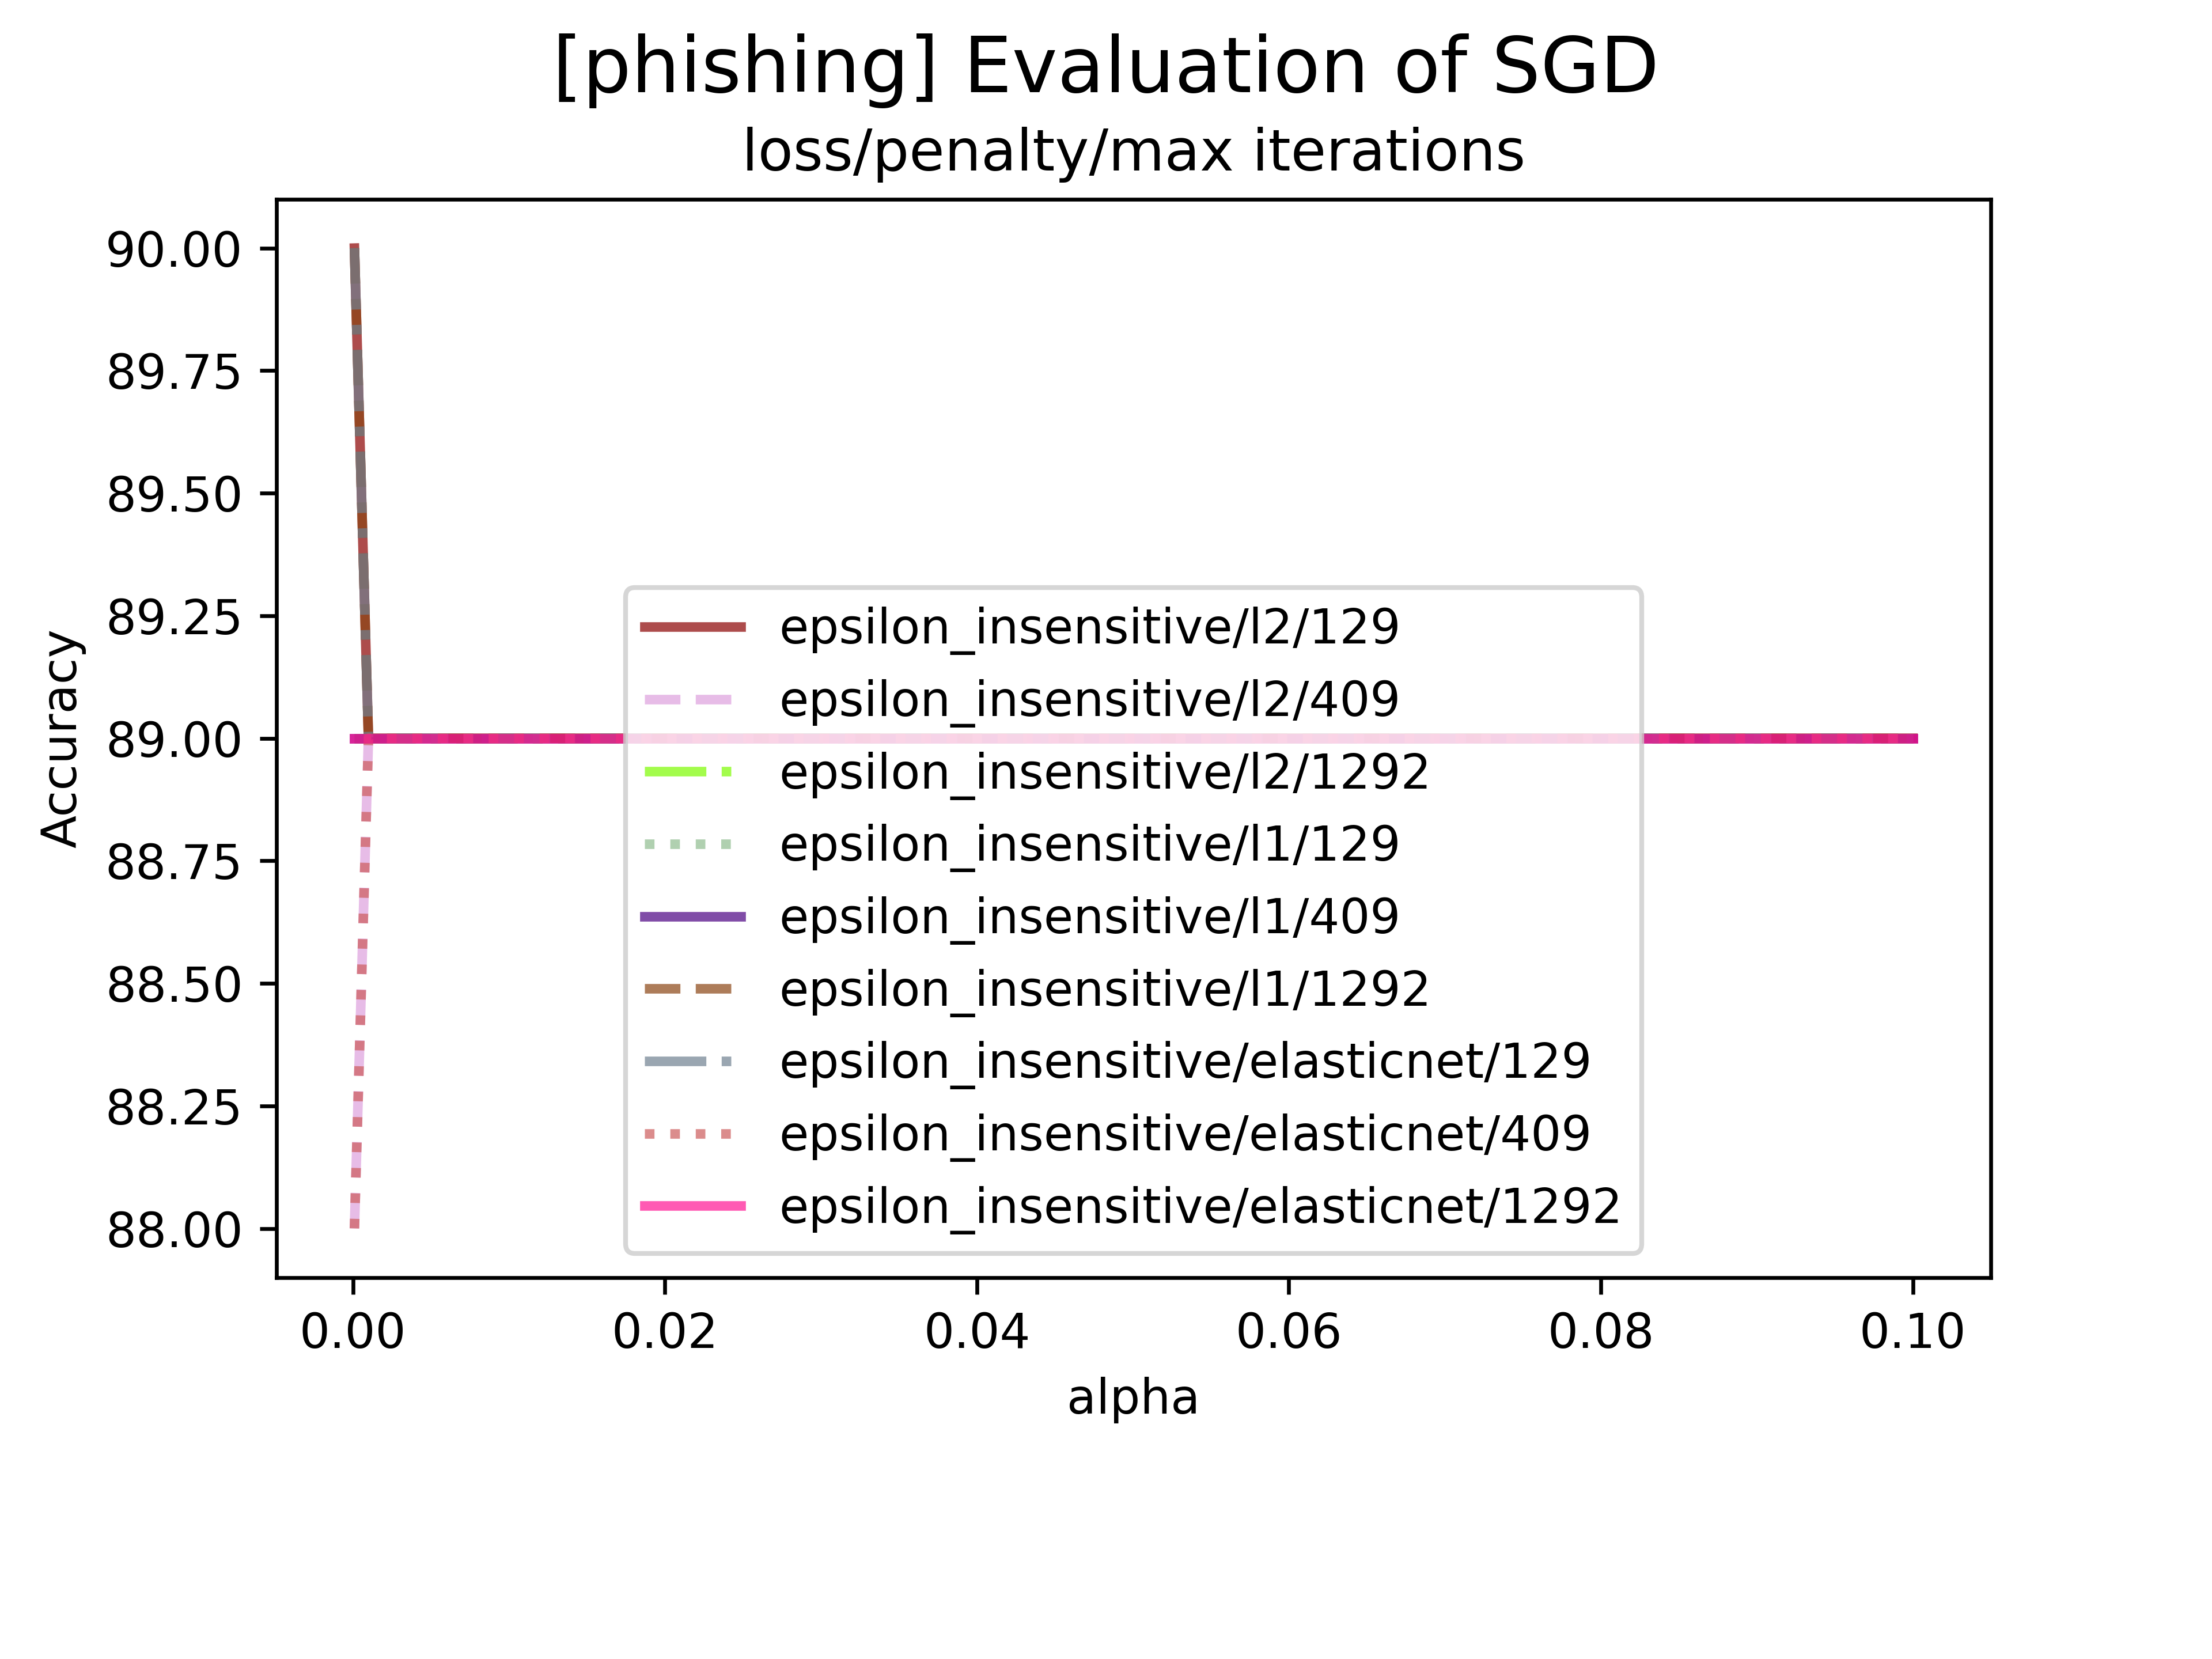 [phishing] Evaluation of SGD
loss/penalty/max iterations
90.00
89.75
89.50
89.25
89.00
88.75
88.50
88.25
88.00
Accuracy
epsilon_insensitive/l2/129
epsilon_insensitive/l2/409
epsilon_insensitive/l2/1292
epsilon_insensitive/l1/129
epsilon_insensitive/l1/409
epsilon_insensitive/l1/1292
epsilon_insensitive/elasticnet/129
epsilon_insensitive/elasticnet/409
epsilon_insensitive/elasticnet/1292
0.00 0.02 0.04 0.06 0.08 0.10
alpha